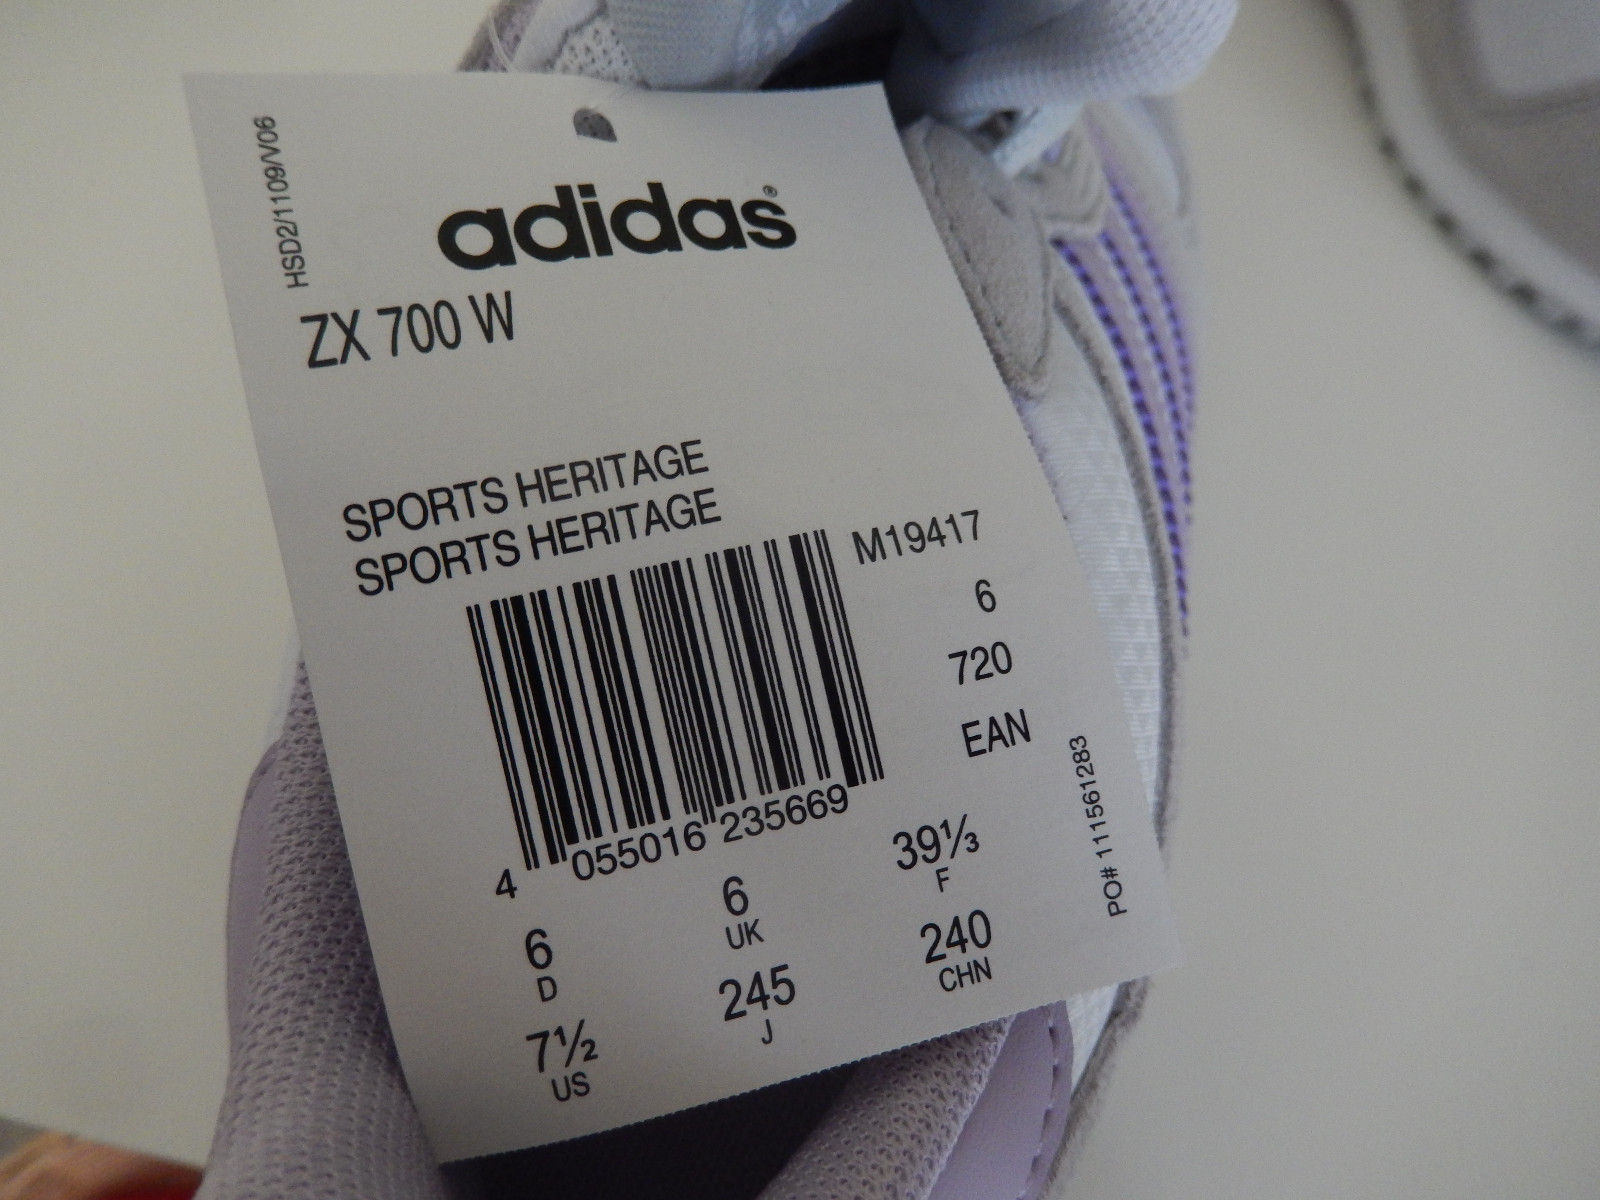 HSD2/1109/V06
adidas®
ZX 700 W
SPORTS HERITAGE
SPORTS HERITAGE
M19417
6
720
EAN
PO# 111561283
4 055016 235669
6 6 39⅓
D UK F
7½ 245 240
US J CHN